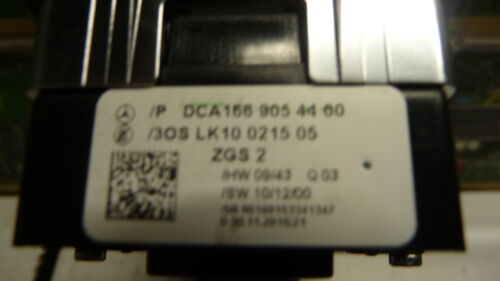 /P DCA166 905 44 60
/3OS LK10 0215 05
ZGS 2
/HW 09/43 Q 03
/SW 10/12/00